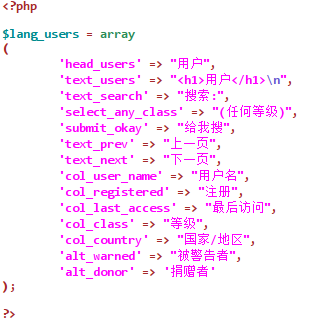 <?php
$lang_users = array
(
'head_users' => "用户",
'text_users' => "<h1>用户</h1>\n",
'text_search' => "搜索:",
'select_any_class' => "(任何等级)",
'submit_okay' => "给我搜",
'text_prev' => "上一页",
'text_next' => "下一页",
'col_user_name' => "用户名",
'col_registered' => "注册",
'col_last_access' => "最后访问",
'col_class' => "等级",
'col_country' => "国家/地区",
'alt_warned' => "被警告者",
'alt_donor' => '捐赠者'
);
?>